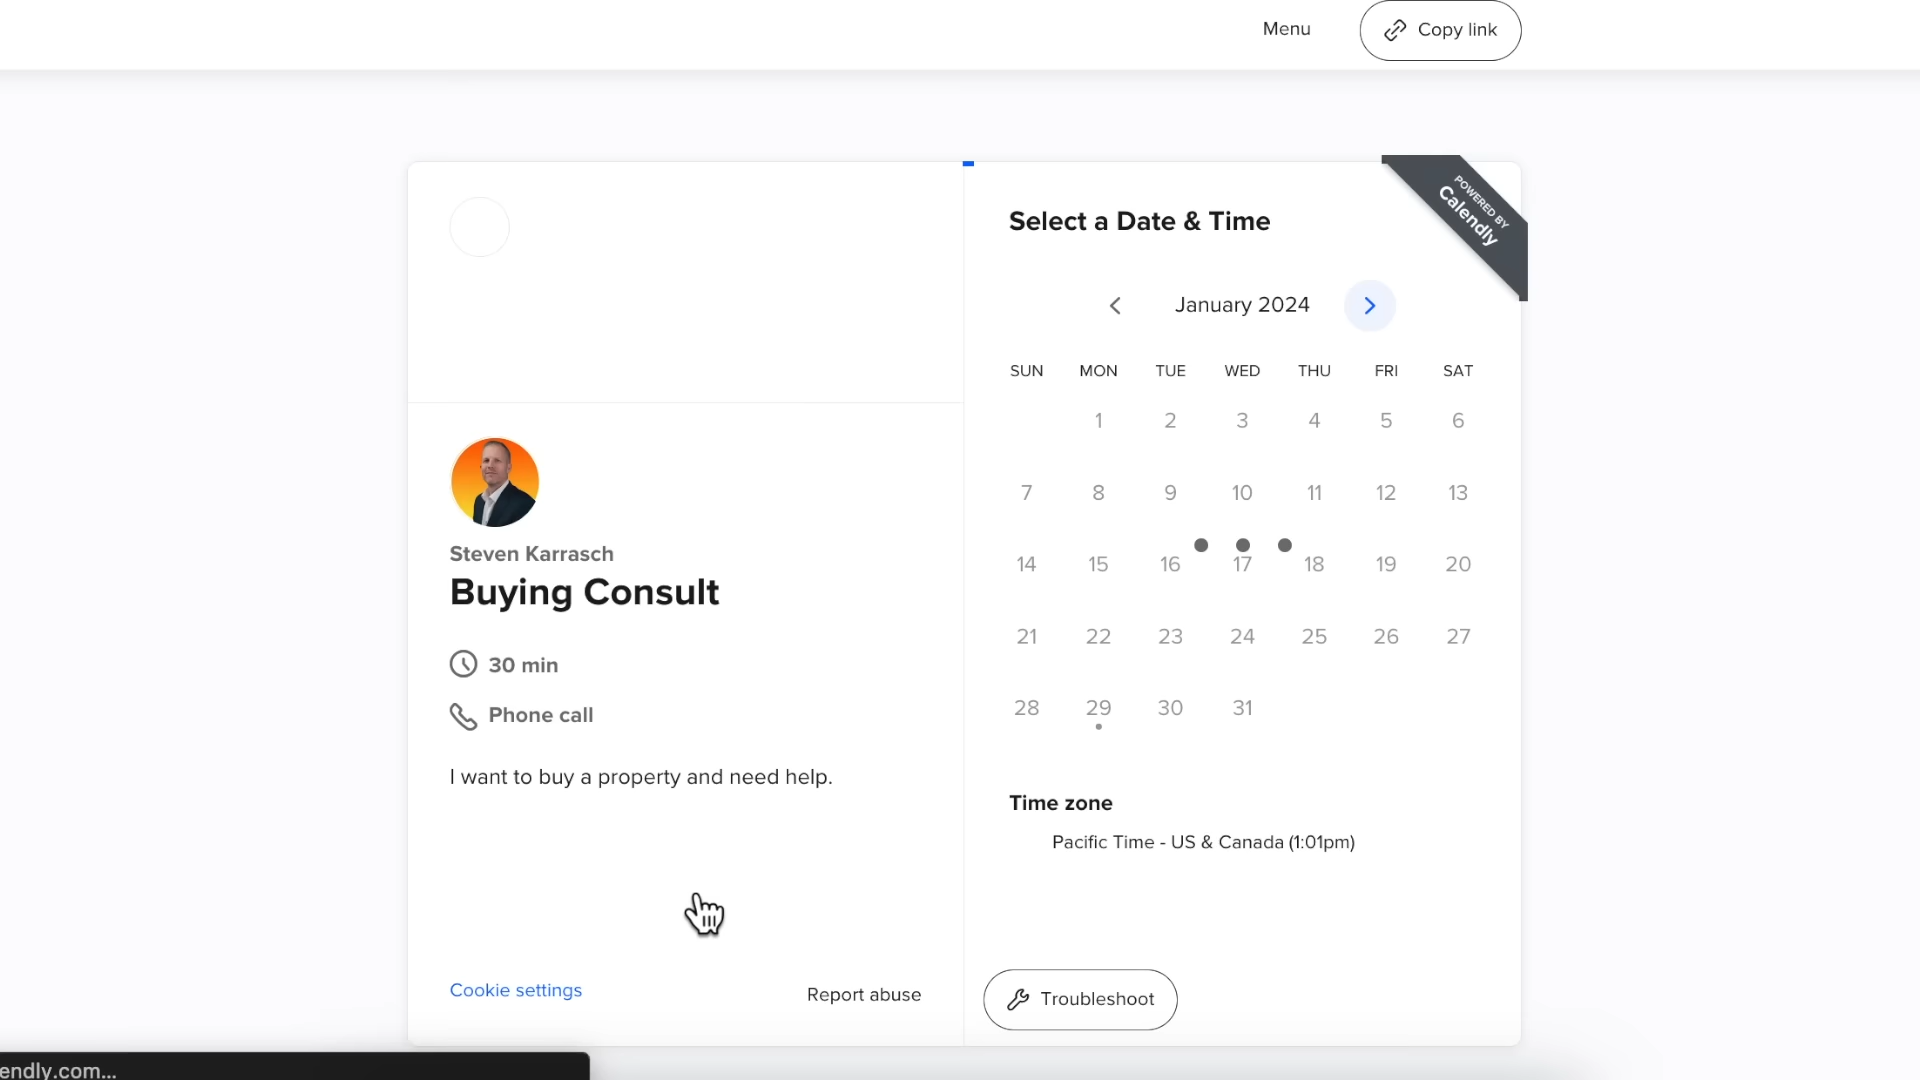 Menu
Copy link
POWERED BY
Calendly
Select a Date & Time
January 2024
SUN MON TUE WED THU FRI SAT
1 2 3 4 5 6
7 8 9 10 11 12 13
14 15 16 17 18 19 20
21 22 23 24 25 26 27
28 29 30 31
Time zone
Pacific Time - US & Canada (1:01pm)
Troubleshoot
Steven Karrasch
Buying Consult
30 min
Phone call
I want to buy a property and need help.
Cookie settings
Report abuse
endly.com...